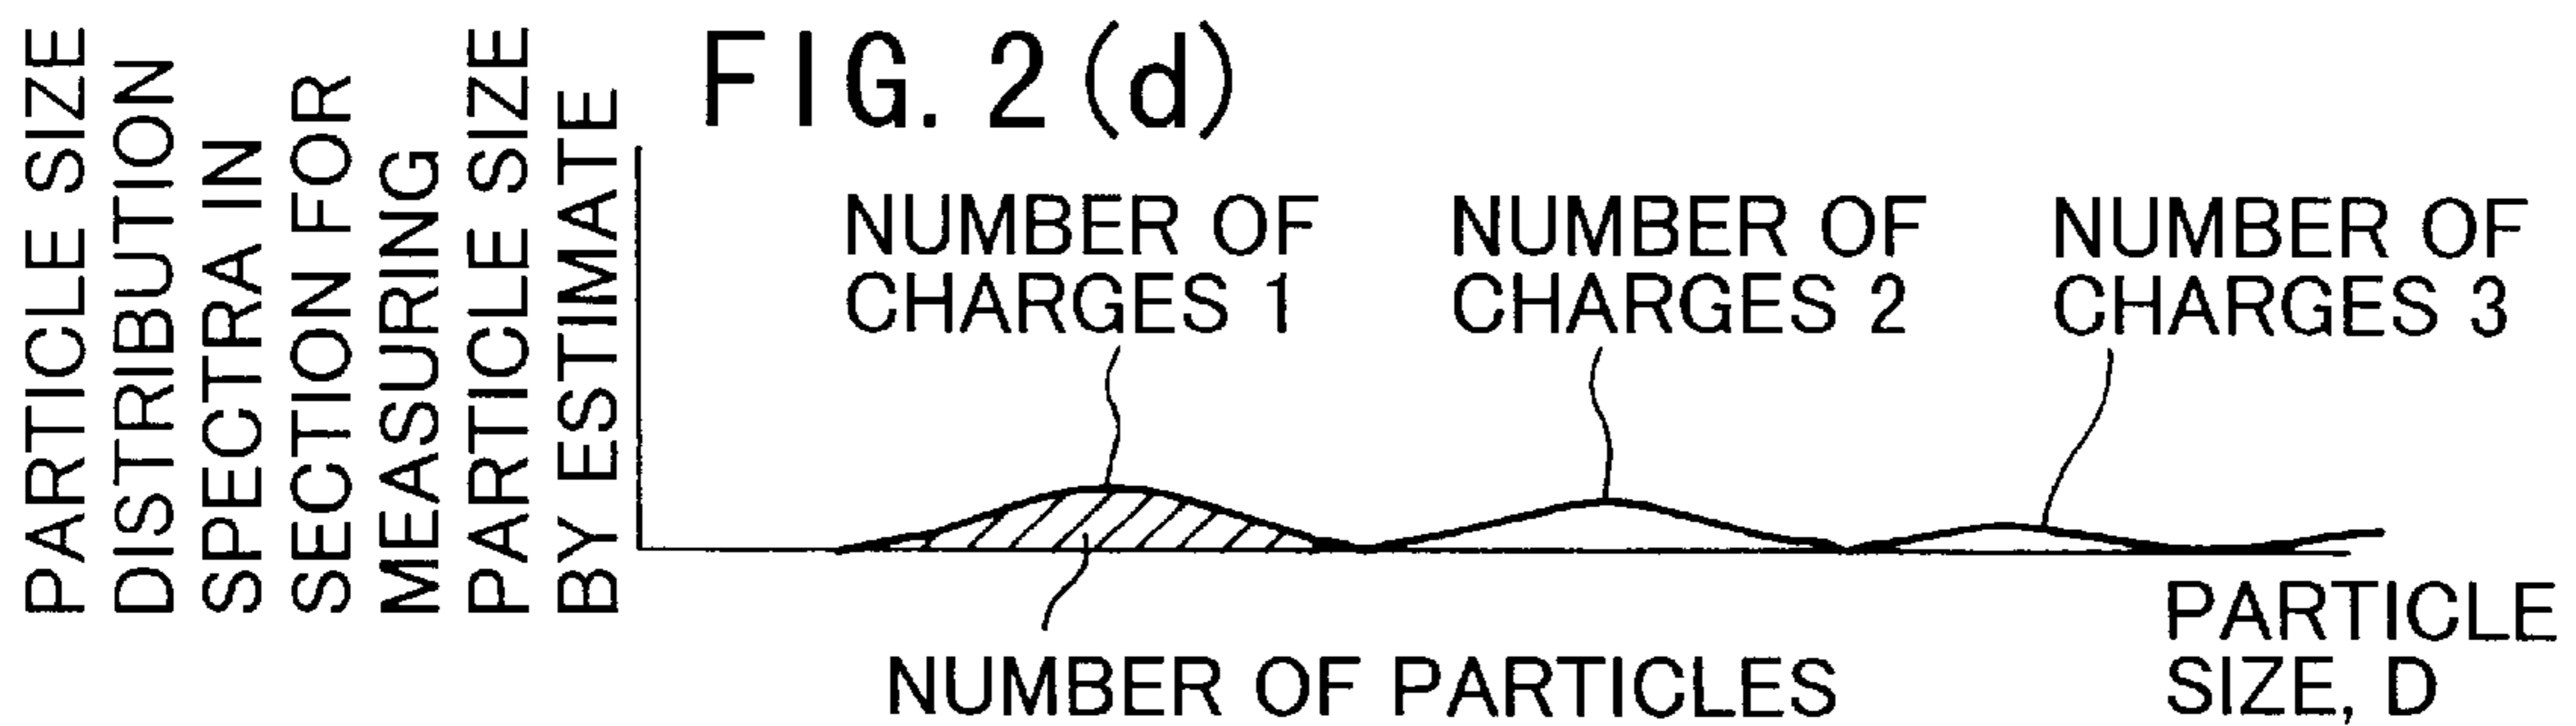 FIG. 2 (d)
PARTICLE SIZE
DISTRIBUTION
SPECTRA IN
SECTION FOR
MEASURING
PARTICLE SIZE
BY ESTIMATE
NUMBER OF
CHARGES 1
NUMBER OF
CHARGES 2
NUMBER OF
CHARGES 3
NUMBER OF PARTICLES
PARTICLE
SIZE, D